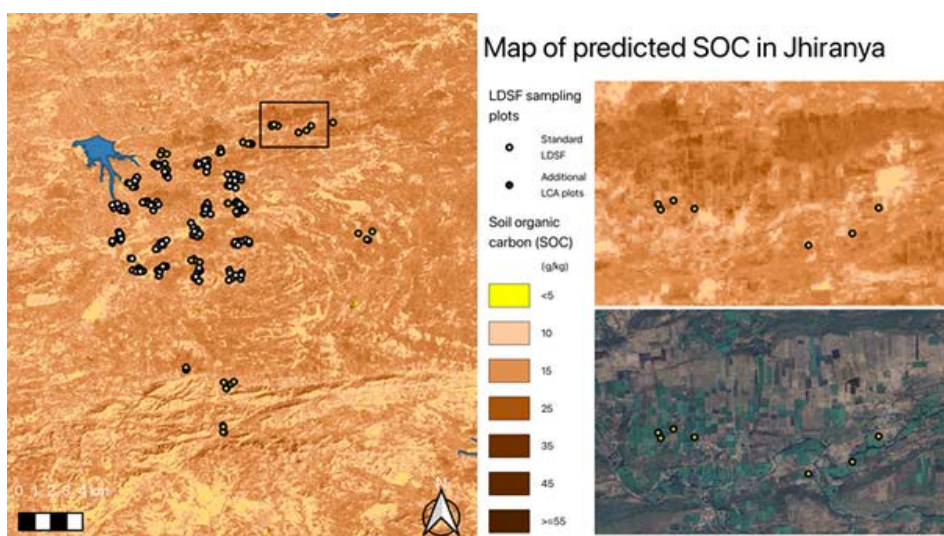 Map of predicted SOC in Jhiranya
LDSF sampling
plots
Standard
LDSF
Additional
LCA plots
Soil organic
carbon (SOC)
(g/kg)
<5
10
15
25
35
45
>=55
0 1 2 3 4 km